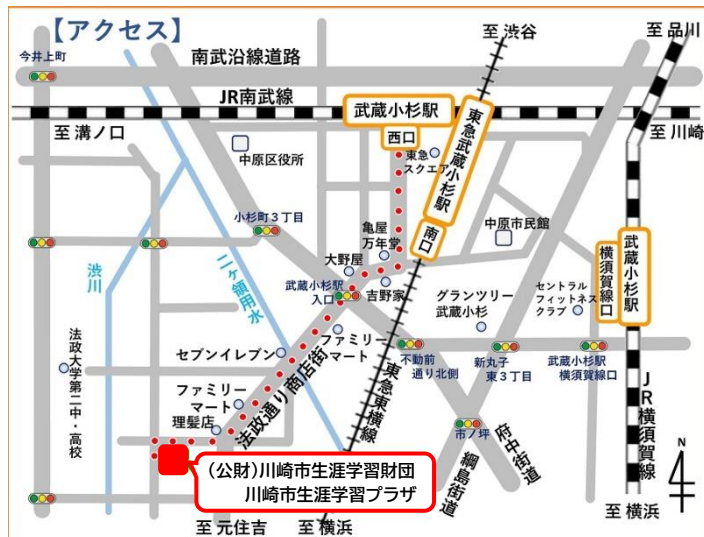 【アクセス】
今井上町
南武沿線道路
至 渋谷
至 品川
JR南武線
武蔵小杉駅
西口
至 溝ノ口
至 川崎
東急
スクエア
東急武蔵小杉駅
南口
中原区役所
小杉町3丁目
亀屋
万年堂
中原市民館
大野屋
渋川
二ヶ領用水
武蔵小杉駅
入口
吉野家
グランツリー
武蔵小杉
セントラル
フィットネス
クラブ
横須賀線口
武蔵小杉駅
ファミリー
マート
セブンイレブン
法政通り商店街
不動前
通り北側
新丸子
東3丁目
武蔵小杉駅
横須賀線口
法政大学第二中・高校
ファミリー
マート
理髪店
東急東横線
市ノ坪
府中街道
綱島街道
JR横須賀線
N
(公財)川崎市生涯学習財団
川崎市生涯学習プラザ
至 元住吉
至 横浜
至 横浜